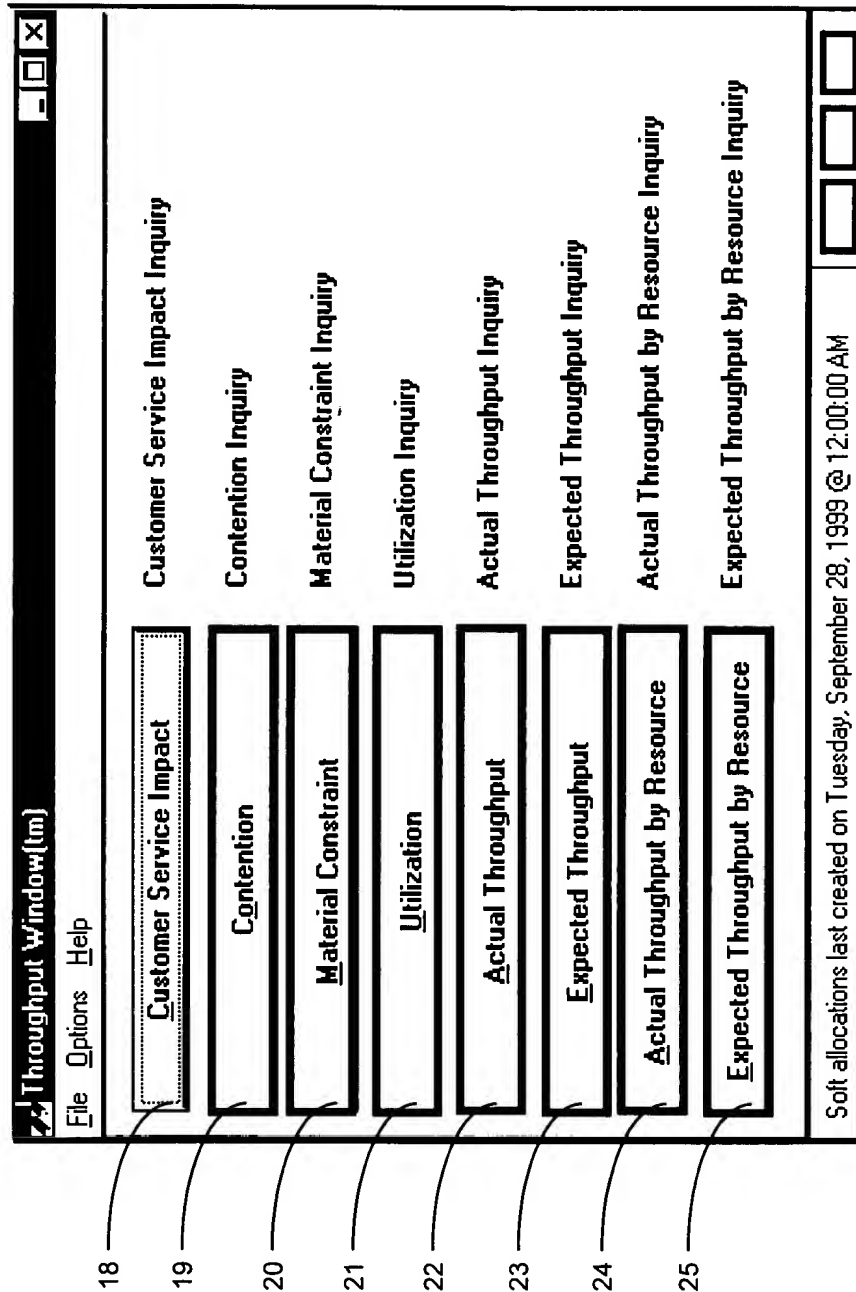 Throughput Window(tm)
File Options Help
18 Customer Service Impact Customer Service Impact Inquiry
19 Contention Contention Inquiry
20 Material Constraint Material Constraint Inquiry
21 Utilization Utilization Inquiry
22 Actual Throughput Actual Throughput Inquiry
23 Expected Throughput Expected Throughput Inquiry
24 Actual Throughput by Resource Actual Throughput by Resource Inquiry
25 Expected Throughput by Resource Expected Throughput by Resource Inquiry
Soft allocations last created on Tuesday, September 28, 1999 @ 12:00:00 AM